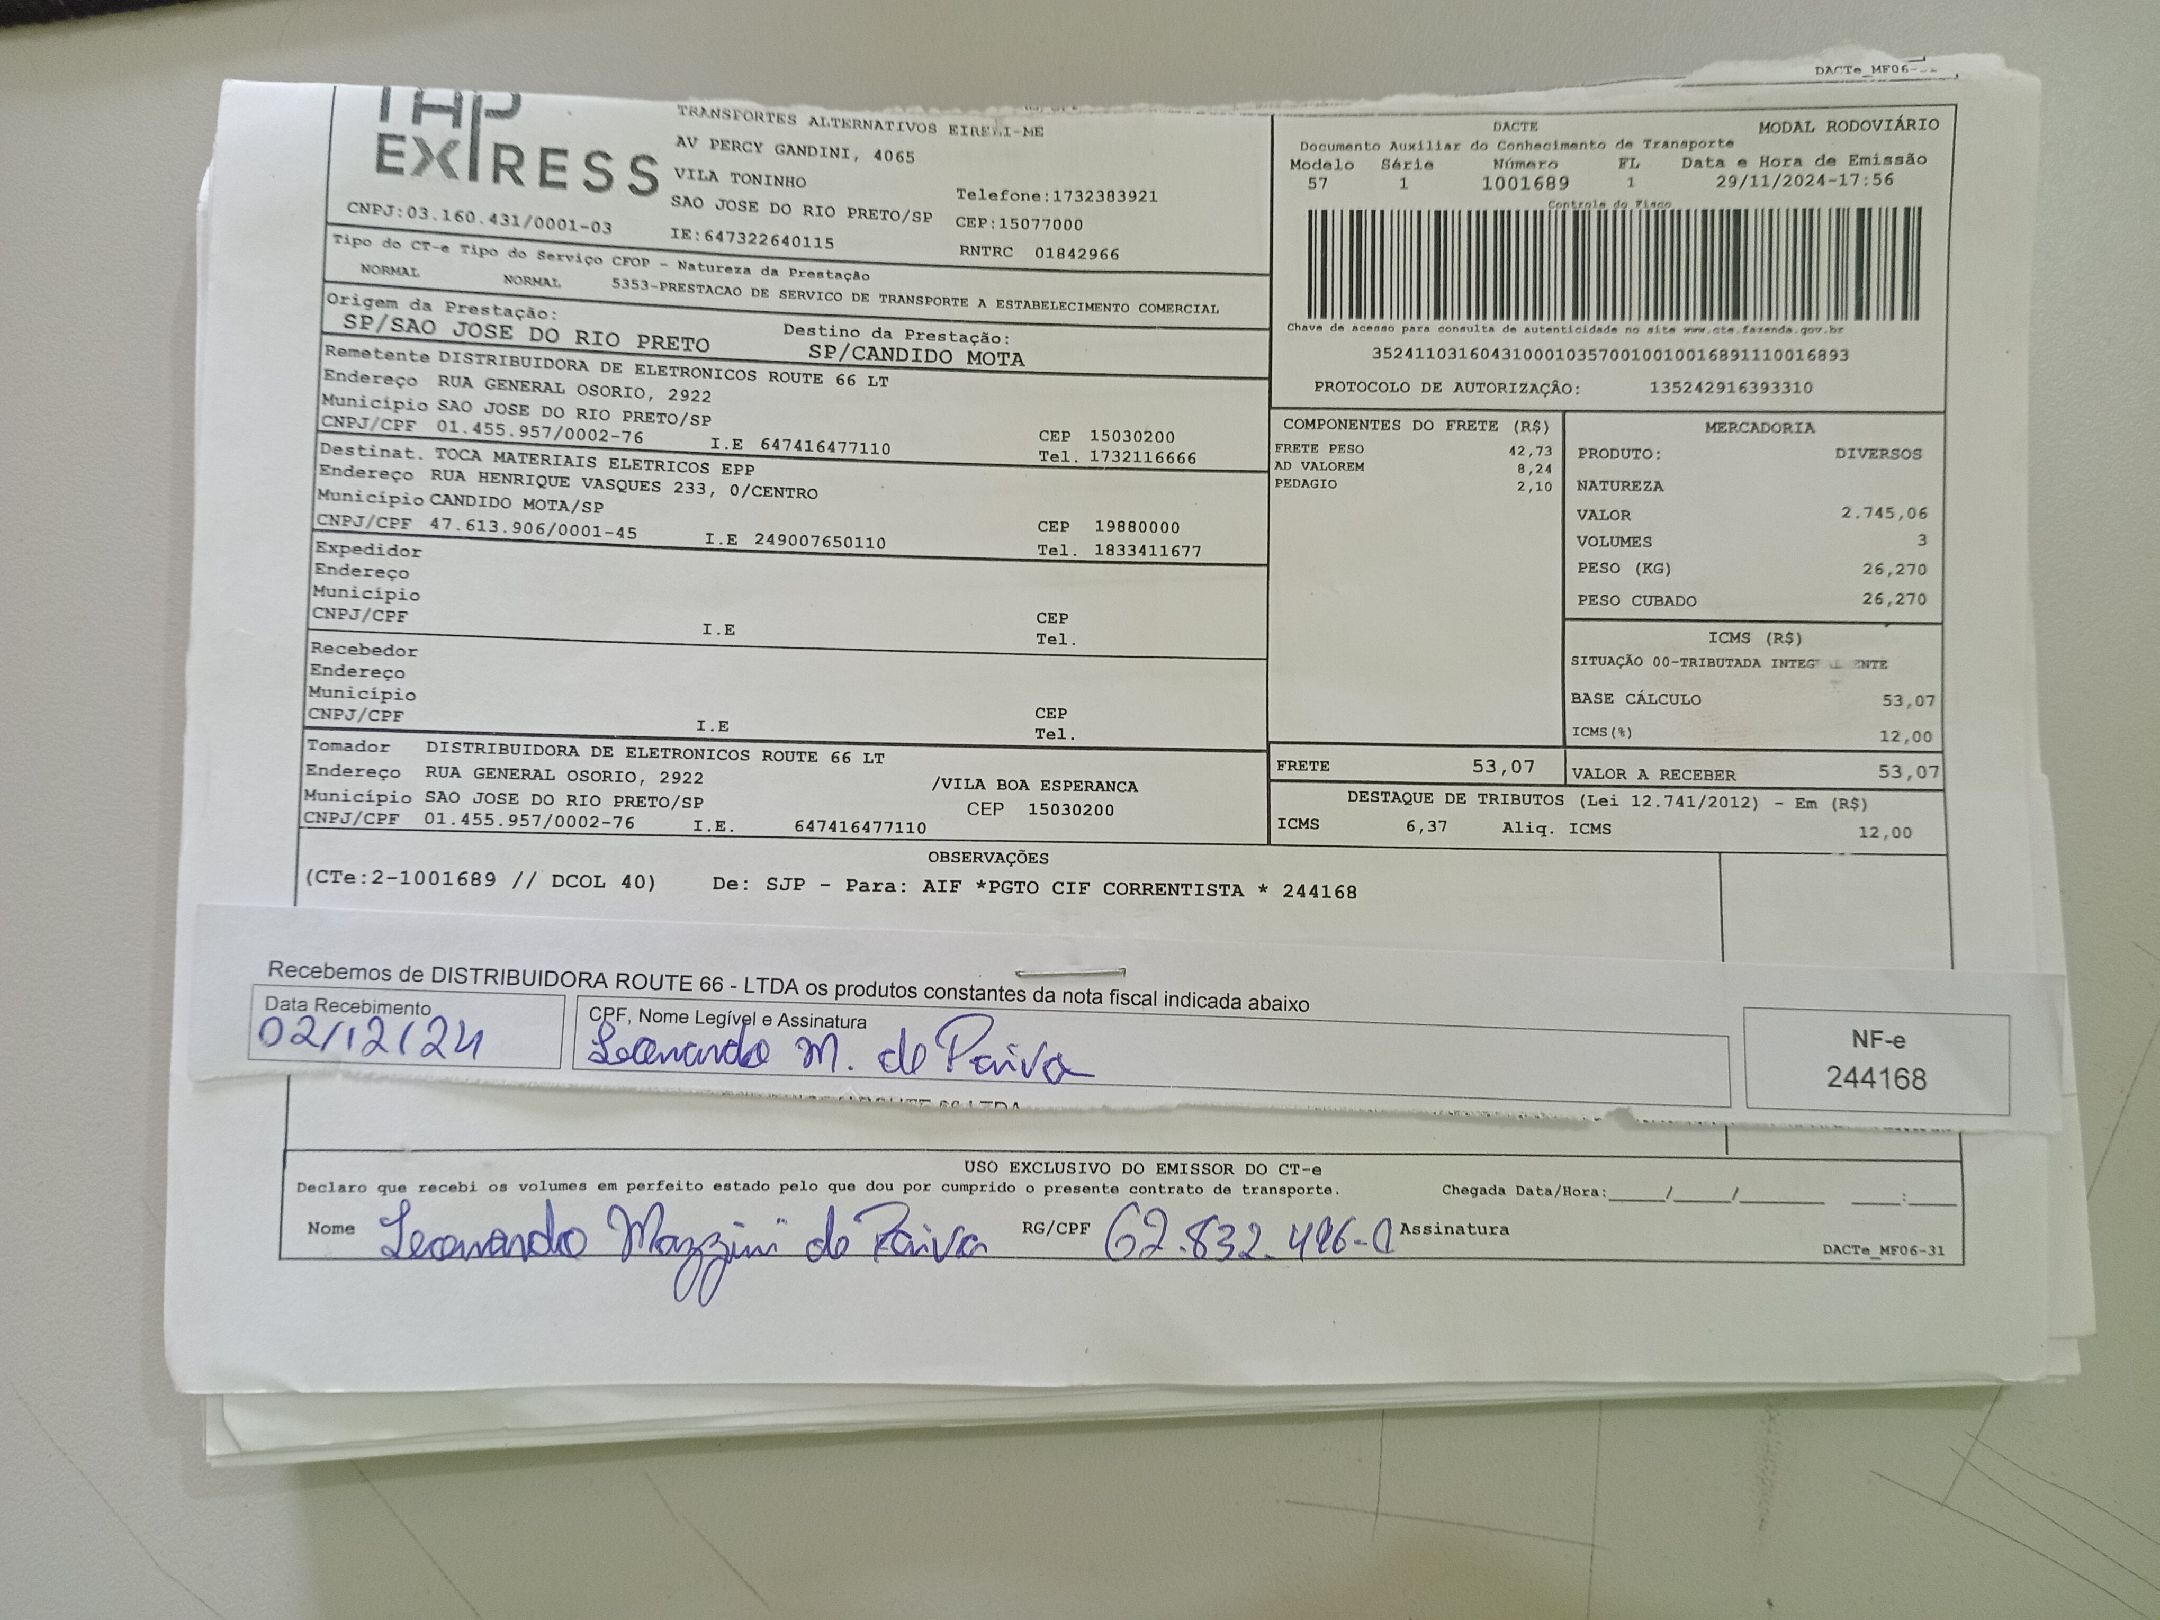 DACTe_MF06-
TAP
EXPRESS
TRANSPORTES ALTERNATIVOS EIRELI-ME
AV PERCY GANDINI, 4065
VILA TONINHO
SAO JOSE DO RIO PRETO/SP
IE:647322640115
Telefone:1732383921
CEP:15077000
RNTRC 01842966
CNPJ:03.160.431/0001-03
DACTE MODAL RODOVIÁRIO
Documento Auxiliar do Conhecimento de Transporte
Modelo Série Número FL Data e Hora de Emissão
57 1 1001689 1 29/11/2024-17:56
Controle do Fisco
Chave de acesso para consulta de autenticidade no site www.cte.fazenda.gov.br
35241103160431000103570010010016891110016893
PROTOCOLO DE AUTORIZAÇÃO: 135242916393310
Tipo do CT-e Tipo do Serviço CFOP - Natureza da Prestação
NORMAL NORMAL 5353-PRESTACAO DE SERVICO DE TRANSPORTE A ESTABELECIMENTO COMERCIAL
Origem da Prestação: Destino da Prestação:
SP/SAO JOSE DO RIO PRETO SP/CANDIDO MOTA
Remetente DISTRIBUIDORA DE ELETRONICOS ROUTE 66 LT
Endereço RUA GENERAL OSORIO, 2922
Município SAO JOSE DO RIO PRETO/SP CEP 15030200
CNPJ/CPF 01.455.957/0002-76 I.E 647416477110 Tel. 1732116666
Destinat. TOCA MATERIAIS ELETRICOS EPP
Endereço RUA HENRIQUE VASQUES 233, 0/CENTRO
Município CANDIDO MOTA/SP CEP 19880000
CNPJ/CPF 47.613.906/0001-45 I.E 249007650110 Tel. 1833411677
Expedidor
Endereço
Município CEP
CNPJ/CPF I.E Tel.
Recebedor
Endereço
Município CEP
CNPJ/CPF I.E Tel.
Tomador DISTRIBUIDORA DE ELETRONICOS ROUTE 66 LT
Endereço RUA GENERAL OSORIO, 2922 /VILA BOA ESPERANCA
Município SAO JOSE DO RIO PRETO/SP CEP 15030200
CNPJ/CPF 01.455.957/0002-76 I.E. 647416477110
COMPONENTES DO FRETE (R$)
FRETE PESO 42,73
AD VALOREM 8,24
PEDAGIO 2,10
MERCADORIA
PRODUTO: DIVERSOS
NATUREZA
VALOR 2.745,06
VOLUMES 3
PESO (KG) 26,270
PESO CUBADO 26,270
ICMS (R$)
SITUAÇÃO 00-TRIBUTADA
BASE CÁLCULO 53,07
ICMS(%) 12,00
FRETE 53,07 VALOR A RECEBER 53,07
DESTAQUE DE TRIBUTOS (Lei 12.741/2012) - Em (R$)
ICMS 6,37 Aliq. ICMS 12,00
OBSERVAÇÕES
(CTe:2-1001689 // DCOL 40) De: SJP - Para: AIF *PGTO CIF CORRENTISTA * 244168
Recebemos de DISTRIBUIDORA ROUTE 66 - LTDA os produtos constantes da nota fiscal indicada abaixo
Data Recebimento CPF, Nome Legível e Assinatura NF-e
02/12/24 Leonardo M. de Paiva 244168
USO EXCLUSIVO DO EMISSOR DO CT-e
Declaro que recebi os volumes em perfeito estado pelo que dou por cumprido o presente contrato de transporte. Chegada Data/Hora:____/____/______ ___:___
Nome Leonardo Mazzini de Paiva RG/CPF 62.832.496-0 Assinatura
DACTe_MF06-31